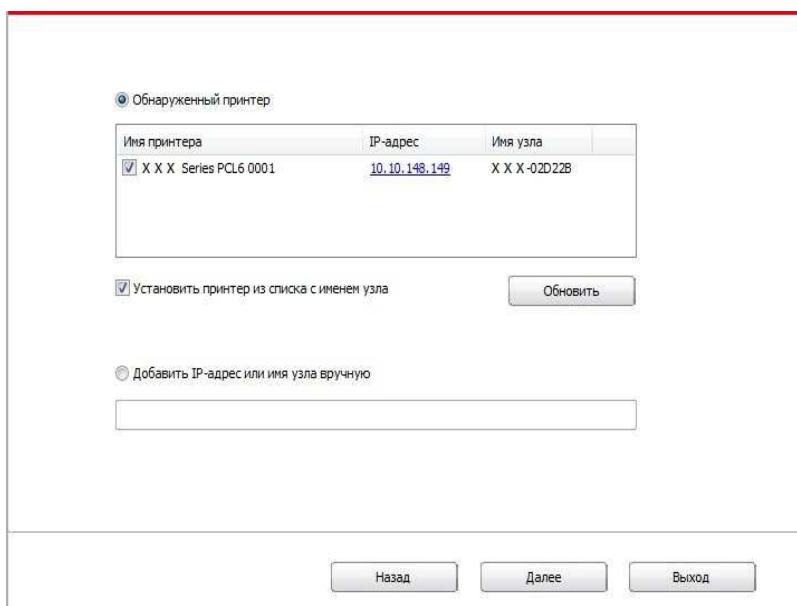 Обнаруженный принтер
Имя принтера IP-адрес Имя узла
X X X Series PCL6 0001 10.10.148.149 X X X-02D22B
Установить принтер из списка с именем узла Обновить
Добавить IP-адрес или имя узла вручную
Назад Далее Выход